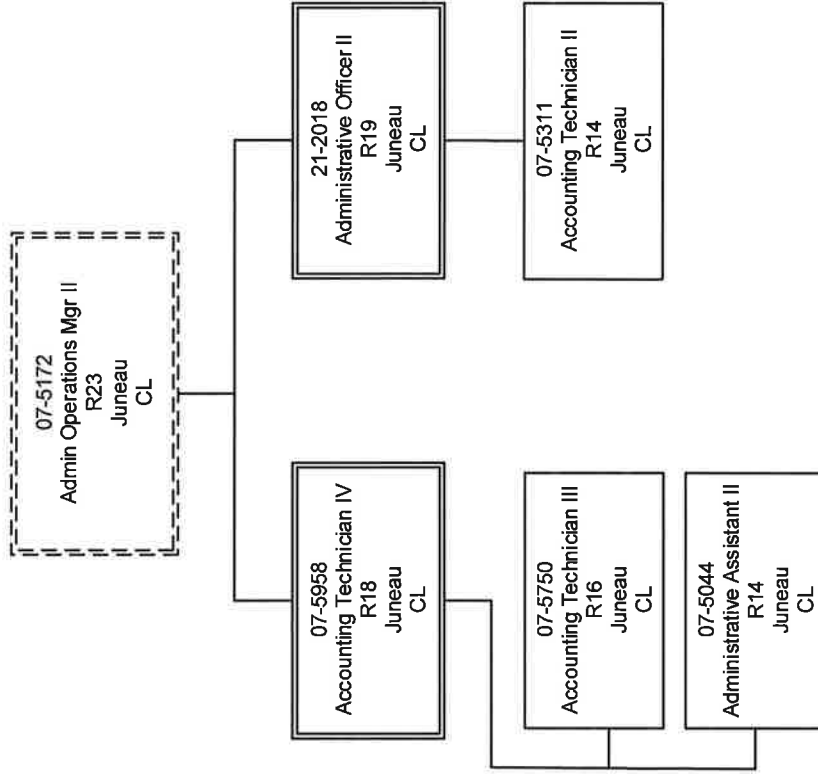 07-5172
Admin Operations Mgr II
R23
Juneau
CL
07-5958
Accounting Technician IV
R18
Juneau
CL
21-2018
Administrative Officer II
R19
Juneau
CL
07-5750
Accounting Technician III
R16
Juneau
CL
07-5311
Accounting Technician II
R14
Juneau
CL
07-5044
Administrative Assistant II
R14
Juneau
CL